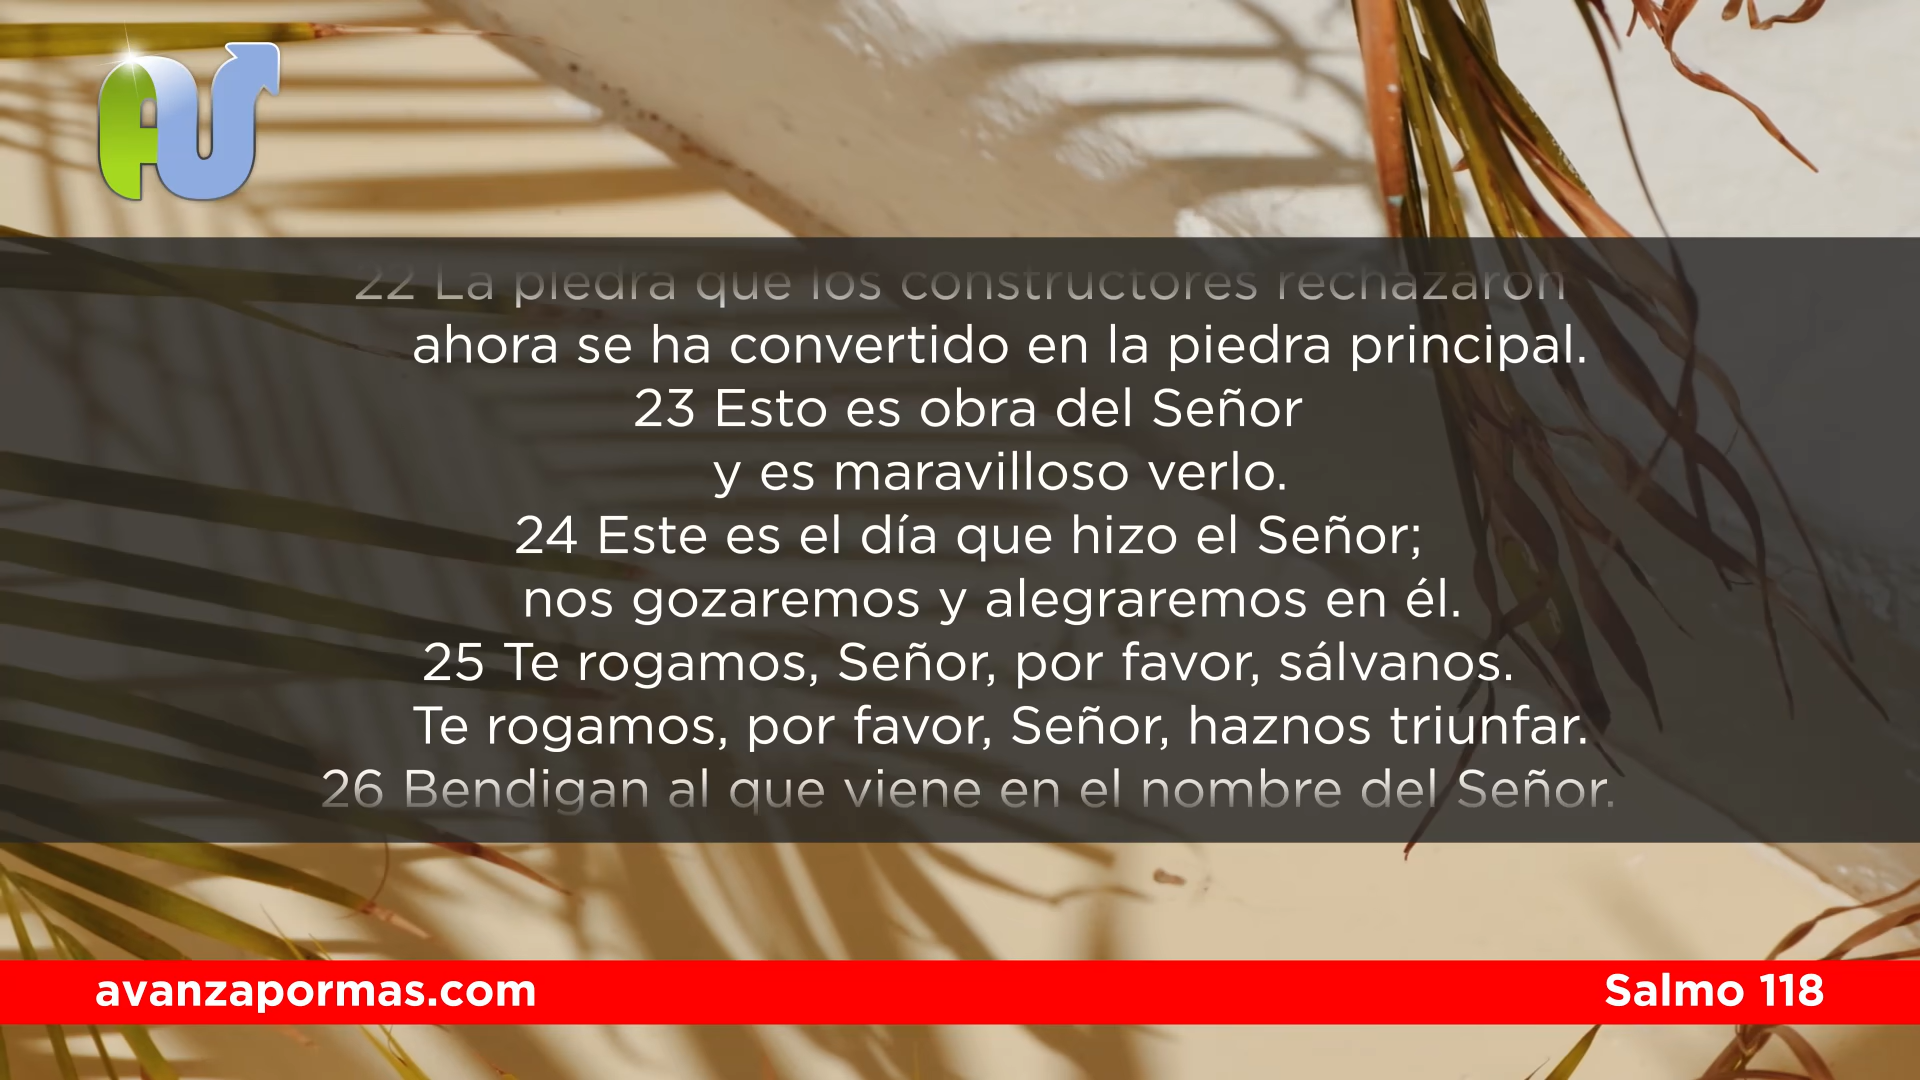 22 La piedra que los constructores rechazaron
ahora se ha convertido en la piedra principal.
23 Esto es obra del Señor
y es maravilloso verlo.
24 Este es el día que hizo el Señor;
nos gozaremos y alegraremos en él.
25 Te rogamos, Señor, por favor, sálvanos.
Te rogamos, por favor, Señor, haznos triunfar.
26 Bendigan al que viene en el nombre del Señor.
avanzapormas.com
Salmo 118